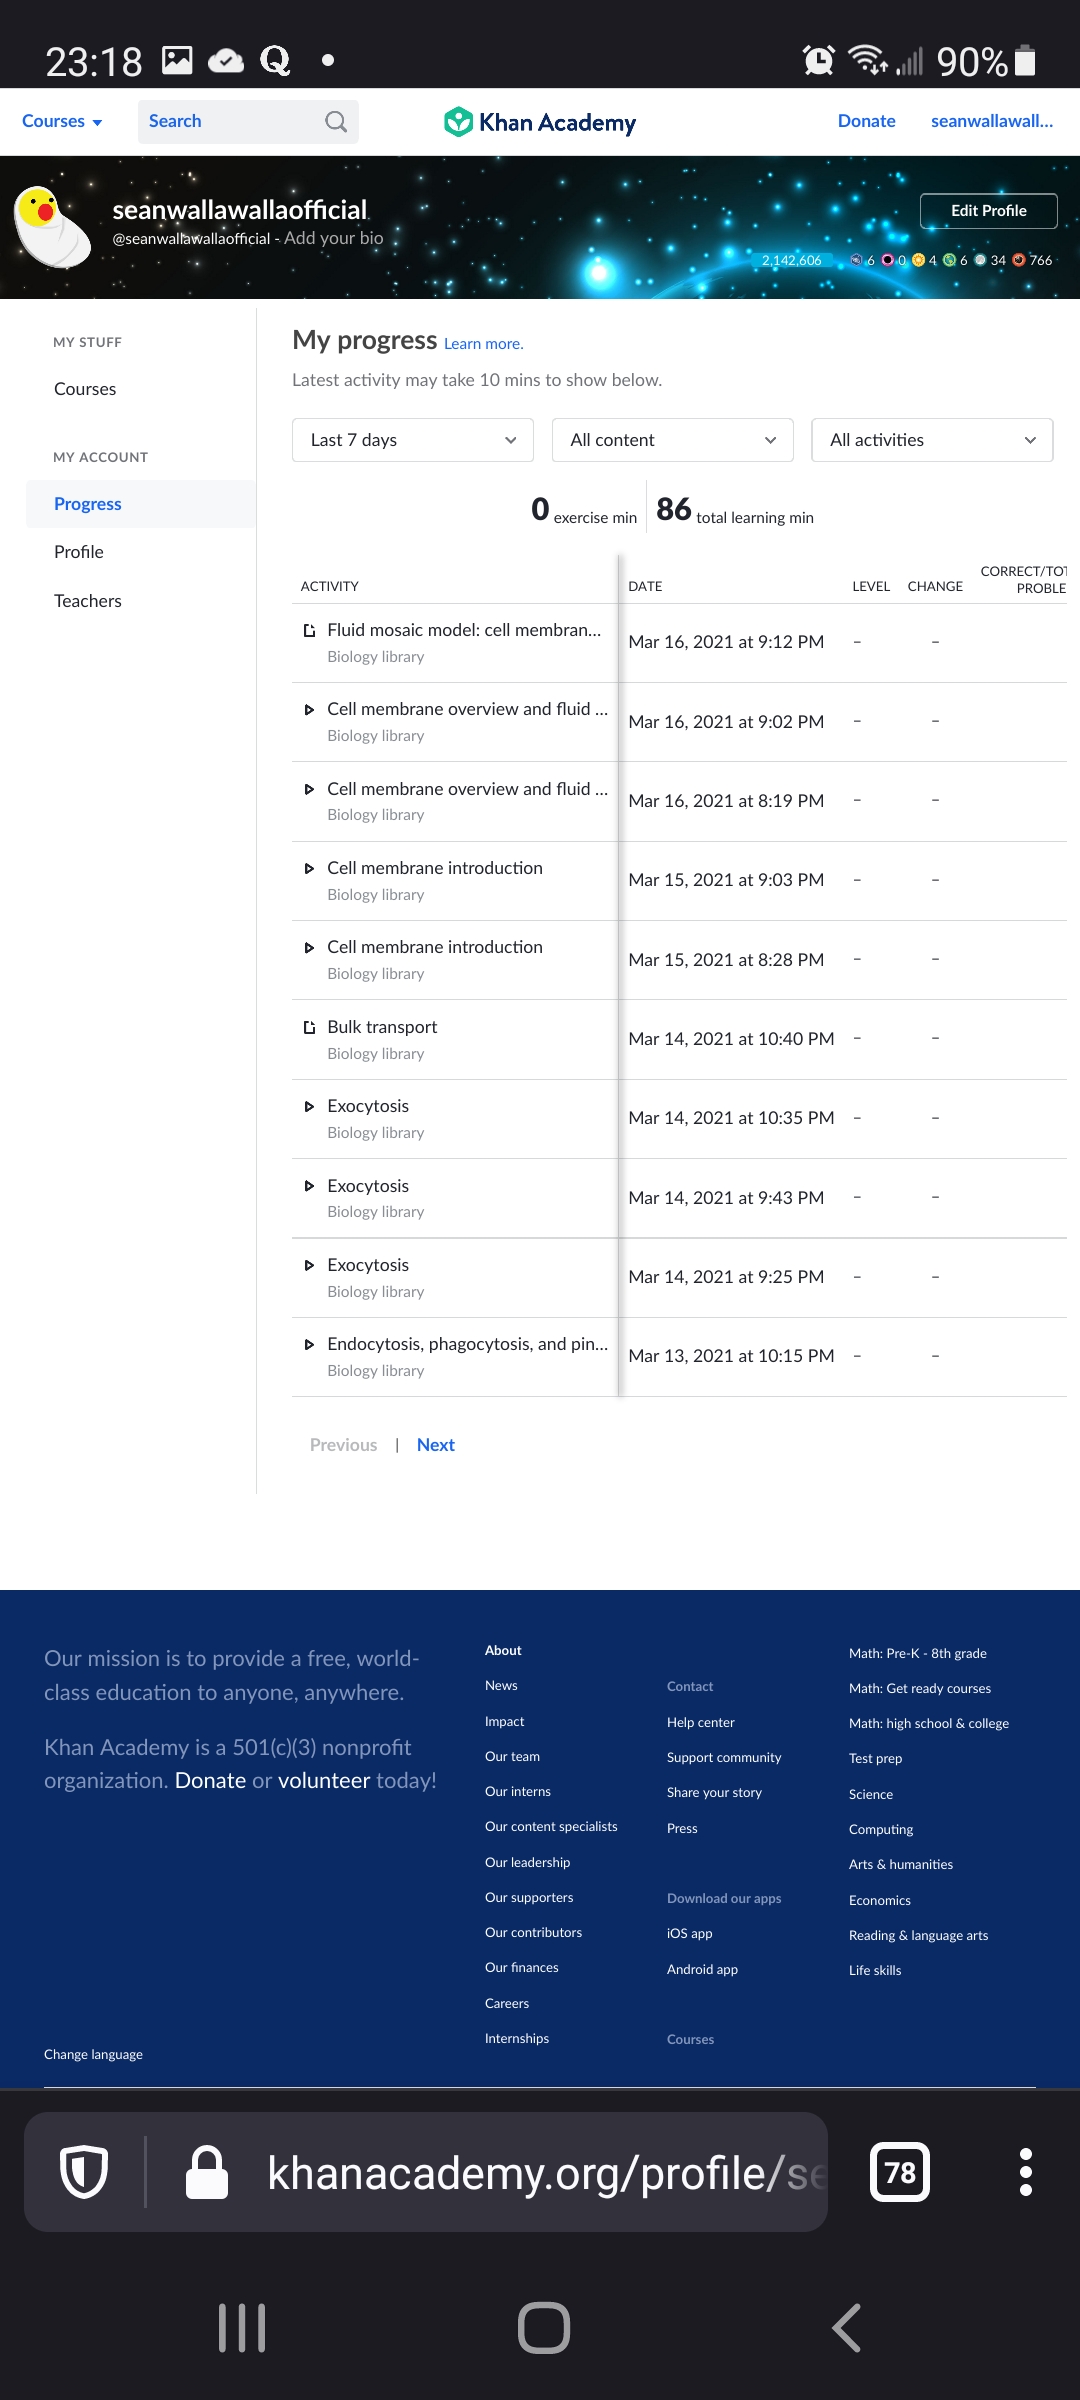 23:18
90%
Courses
Search
Khan Academy
Donate
seanwallawall...
seanwallawallaofficial
@seanwallawallaofficial - Add your bio
Edit Profile
2,142,606
6 0 4 6 34 766
MY STUFF
Courses
MY ACCOUNT
Progress
Profile
Teachers
My progress Learn more.
Latest activity may take 10 mins to show below.
Last 7 days
All content
All activities
0 exercise min
86 total learning min
ACTIVITY DATE LEVEL CHANGE CORRECT/TOT
PROBLE
Fluid mosaic model: cell membran...
Biology library
Mar 16, 2021 at 9:12 PM – –
Cell membrane overview and fluid ...
Biology library
Mar 16, 2021 at 9:02 PM – –
Cell membrane overview and fluid ...
Biology library
Mar 16, 2021 at 8:19 PM – –
Cell membrane introduction
Biology library
Mar 15, 2021 at 9:03 PM – –
Cell membrane introduction
Biology library
Mar 15, 2021 at 8:28 PM – –
Bulk transport
Biology library
Mar 14, 2021 at 10:40 PM – –
Exocytosis
Biology library
Mar 14, 2021 at 10:35 PM – –
Exocytosis
Biology library
Mar 14, 2021 at 9:43 PM – –
Exocytosis
Biology library
Mar 14, 2021 at 9:25 PM – –
Endocytosis, phagocytosis, and pin...
Biology library
Mar 13, 2021 at 10:15 PM – –
Previous | Next
Our mission is to provide a free, world-
class education to anyone, anywhere.
Khan Academy is a 501(c)(3) nonprofit
organization. Donate or volunteer today!
Change language
About
News
Impact
Our team
Our interns
Our content specialists
Our leadership
Our supporters
Our contributors
Our finances
Careers
Internships
Contact
Help center
Support community
Share your story
Press
Download our apps
iOS app
Android app
Courses
Math: Pre-K - 8th grade
Math: Get ready courses
Math: high school & college
Test prep
Science
Computing
Arts & humanities
Economics
Reading & language arts
Life skills
khanacademy.org/profile/se
78